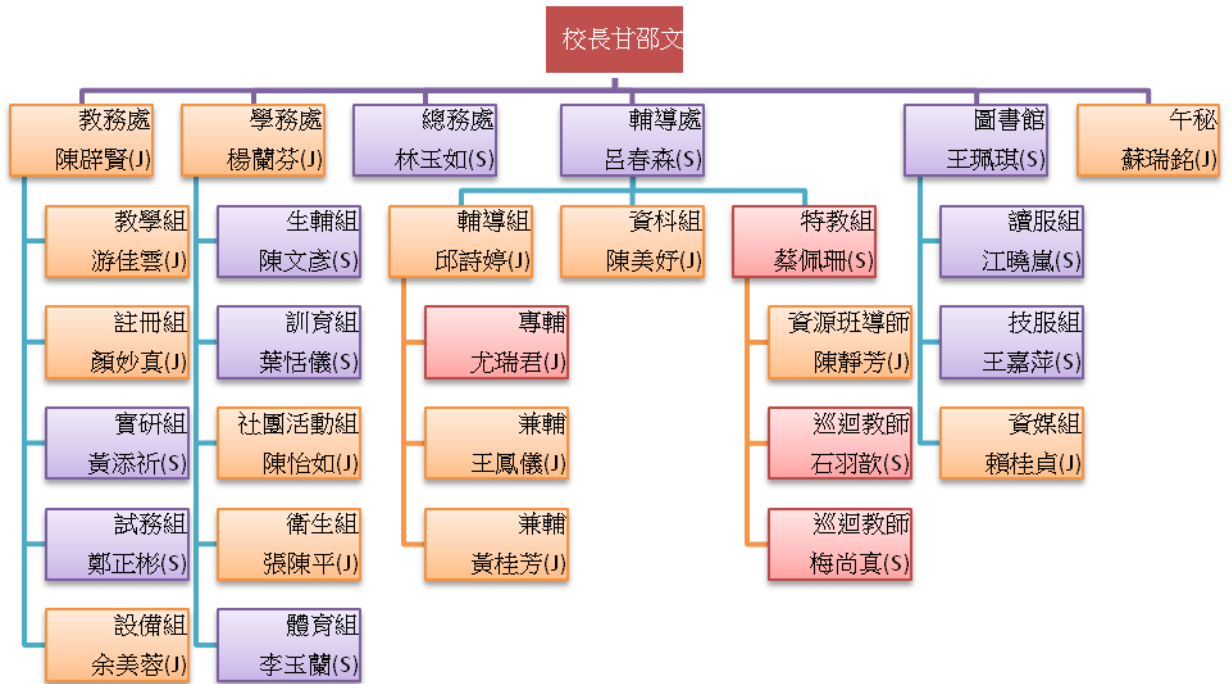 校長甘邵文
教務處
陳辟賢(J)
教學組
游佳雲(J)
註冊組
顏妙真(J)
實研組
黃添祈(S)
試務組
鄭正彬(S)
設備組
余美蓉(J)
學務處
楊蘭芬(J)
生輔組
陳文彥(S)
訓育組
葉恬儀(S)
社團活動組
陳怡如(J)
衛生組
張陳平(J)
體育組
李玉蘭(S)
總務處
林玉如(S)
輔導處
呂春森(S)
輔導組
邱詩婷(J)
專輔
尤瑞君(J)
兼輔
王鳳儀(J)
兼輔
黃桂芳(J)
資料組
陳美妤(J)
特教組
蔡佩珊(S)
資源班導師
陳靜芳(J)
巡迴教師
石羽歆(S)
巡迴教師
梅尚真(S)
圖書館
王珮琪(S)
讀服組
江曉嵐(S)
技服組
王嘉萍(S)
資媒組
賴桂貞(J)
午秘
蘇瑞銘(J)